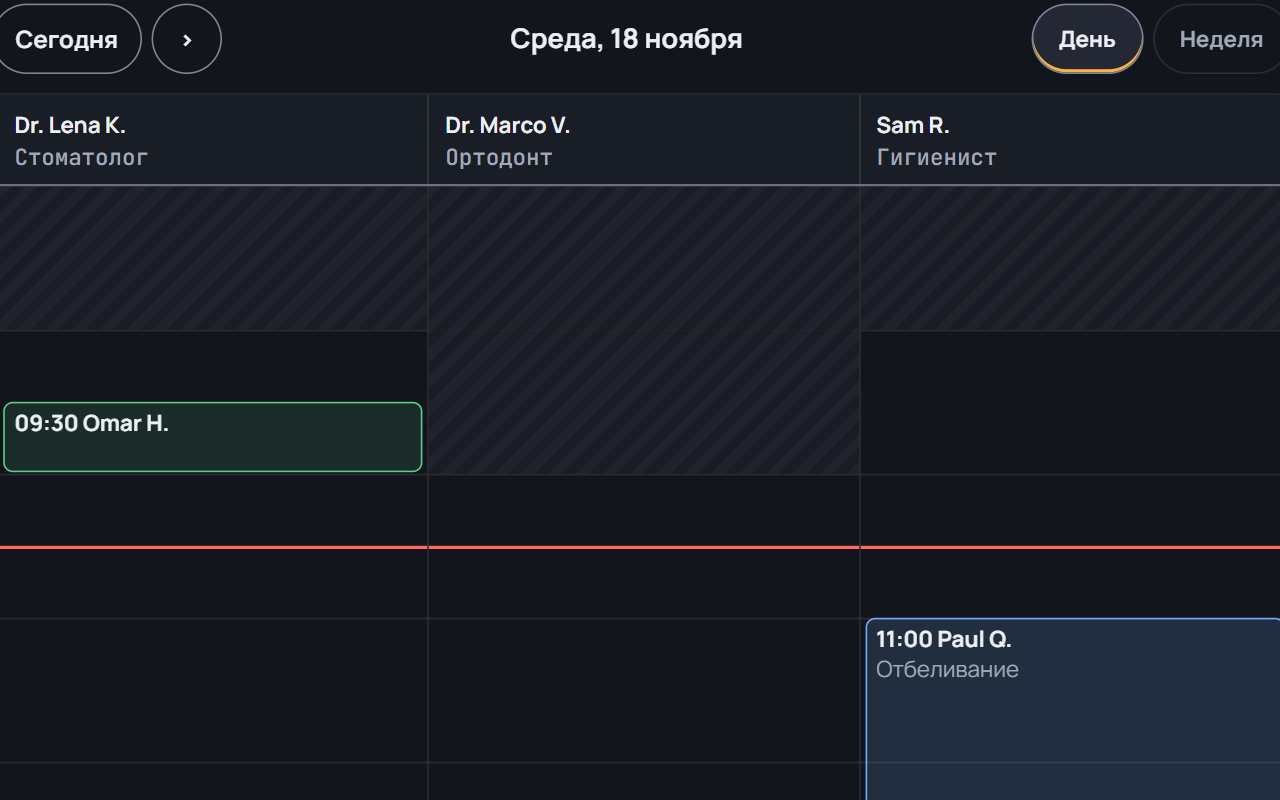 Сегодня
›
Среда, 18 ноября
День
Неделя
Dr. Lena K.
Стоматолог
Dr. Marco V.
Ортодонт
Sam R.
Гигиенист
09:30 Omar H.
11:00 Paul Q.
Отбеливание